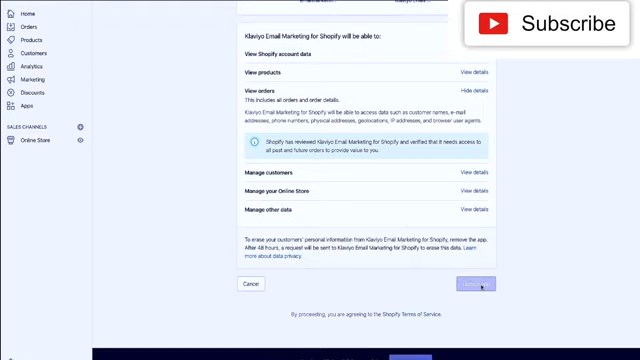 Subscribe
Home
Orders
Products
Customers
Analytics
Marketing
Discounts
Apps
SALES CHANNELS
Online Store
Klaviyo Email Marketing for Shopify will be able to:
View Shopify account data
View products View details
View orders Hide details
This includes all orders and order details.
Klaviyo Email Marketing for Shopify will be able to access data such as customer names, e-mail
addresses, phone numbers, physical addresses, geolocations, IP addresses, and browser user agents.
Shopify has reviewed Klaviyo Email Marketing for Shopify and verified that it needs access to
all past and future orders to provide value to you.
Manage customers View details
Manage your Online Store View details
Manage other data View details
To erase your customers' personal information from Klaviyo Email Marketing for Shopify, remove the app.
After 48 hours, a request will be sent to Klaviyo Email Marketing for Shopify to erase this data. Learn
more about data privacy.
Cancel
By proceeding, you are agreeing to the Shopify Terms of Service.